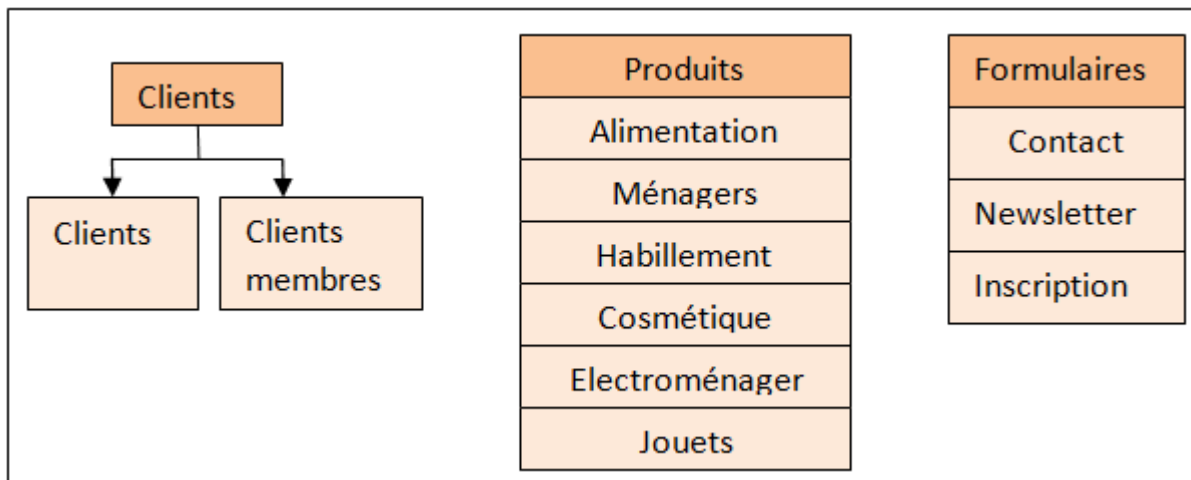 Clients
Clients
Clients
membres
Produits
Alimentation
Ménagers
Habillement
Cosmétique
Electroménager
Jouets
Formulaires
Contact
Newsletter
Inscription